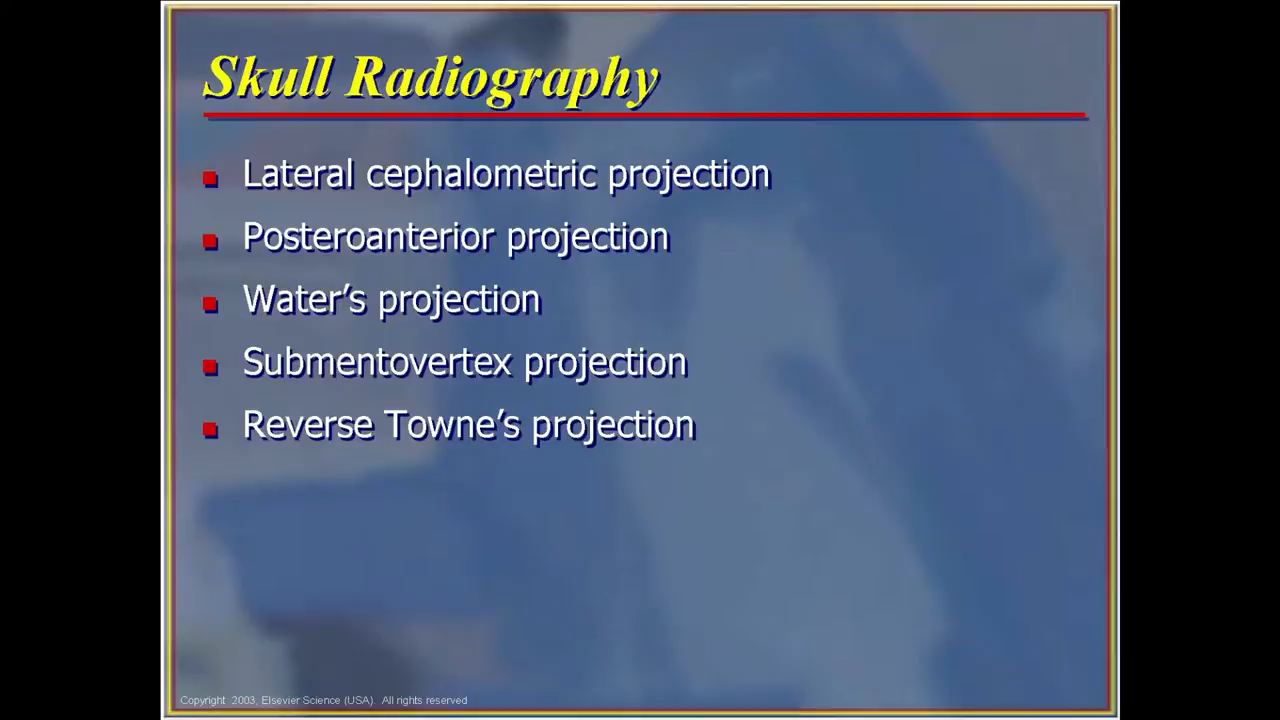 Skull Radiography
Lateral cephalometric projection
Posteroanterior projection
Water’s projection
Submentovertex projection
Reverse Towne’s projection
Copyright 2003, Elsevier Science (USA). All rights reserved